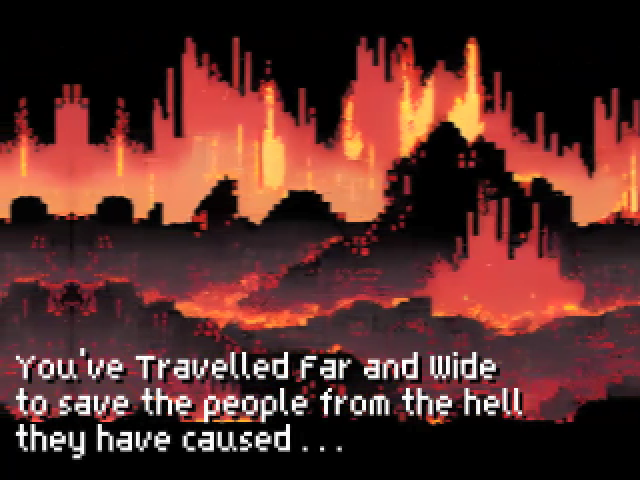 You've Travelled Far and Wide
to save the people from the hell
they have caused . . .